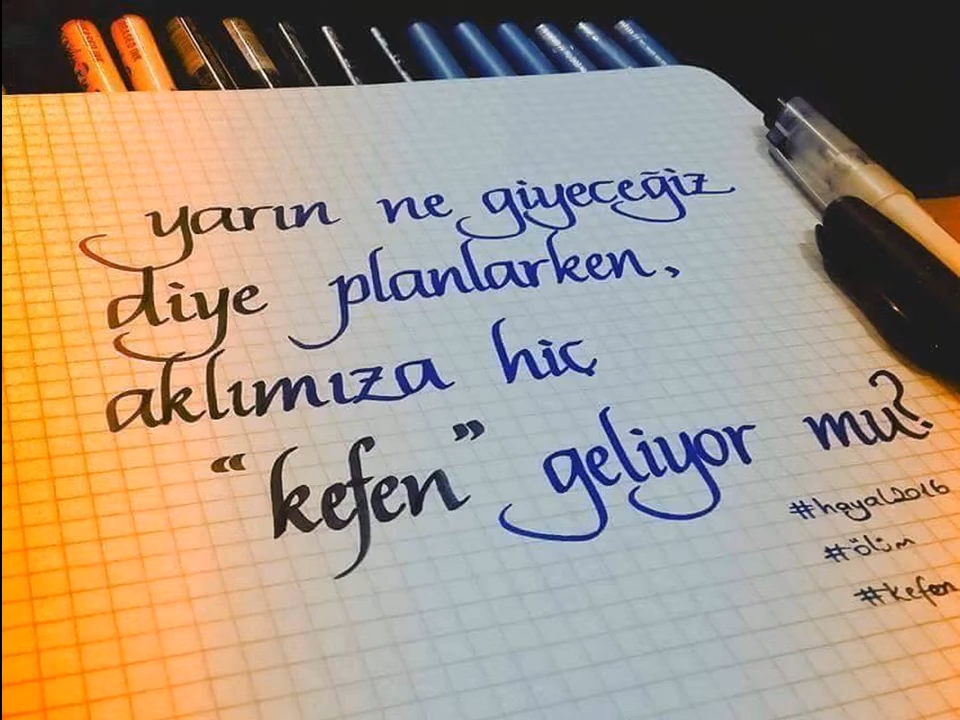 yarın ne giyeceğiz
diye planlarken,
aklımıza hiç
"kefen" geliyor mu?
#hayal2016
#ölüm
#kefen